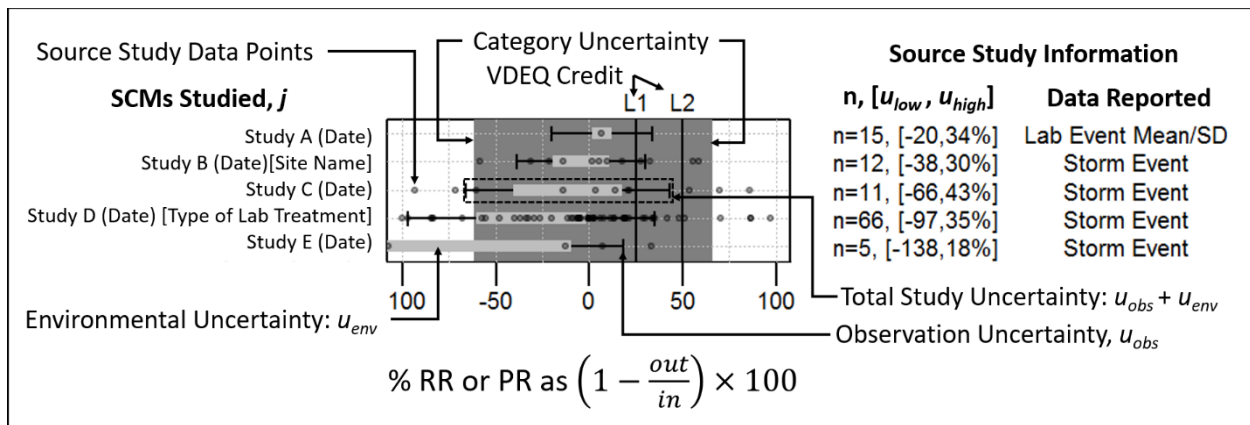 Source Study Data Points
Category Uncertainty
VDEQ Credit
Source Study Information
SCMs Studied, j
L1 L2
n, [u_low , u_high] Data Reported
Study A (Date) n=15, [-20,34%] Lab Event Mean/SD
Study B (Date)[Site Name] n=12, [-38,30%] Storm Event
Study C (Date) n=11, [-66,43%] Storm Event
Study D (Date) [Type of Lab Treatment] n=66, [-97,35%] Storm Event
Study E (Date) n=5, [-138,18%] Storm Event
100 -50 0 50 100
Environmental Uncertainty: u_env
Total Study Uncertainty: u_obs + u_env
Observation Uncertainty, u_obs
% RR or PR as (1 − out/in) × 100